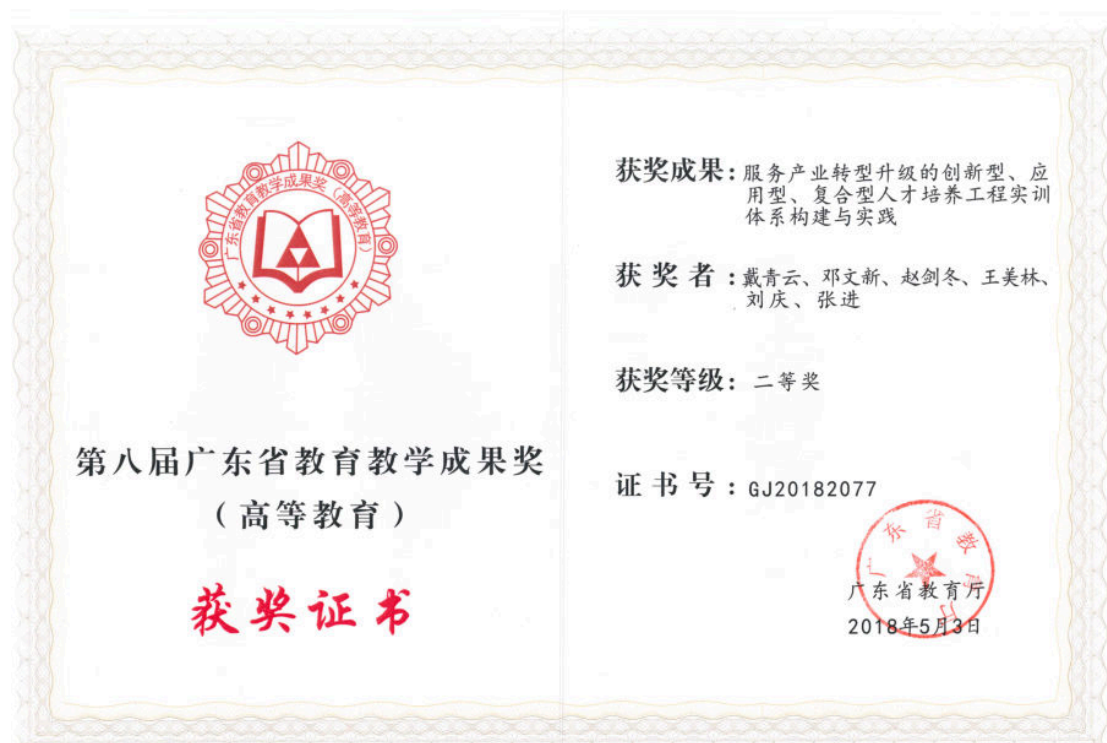 广东省教育教学成果奖（高等教育）
第八届广东省教育教学成果奖
（高等教育）
获奖证书
获奖成果：服务产业转型升级的创新型、应
用型、复合型人才培养工程实训
体系构建与实践
获奖者：戴青云、邓文新、赵剑冬、王美林、
刘庆、张进
获奖等级：二等奖
证书号：GJ20182077
广东省教育厅
广东省教育厅
2018年5月3日